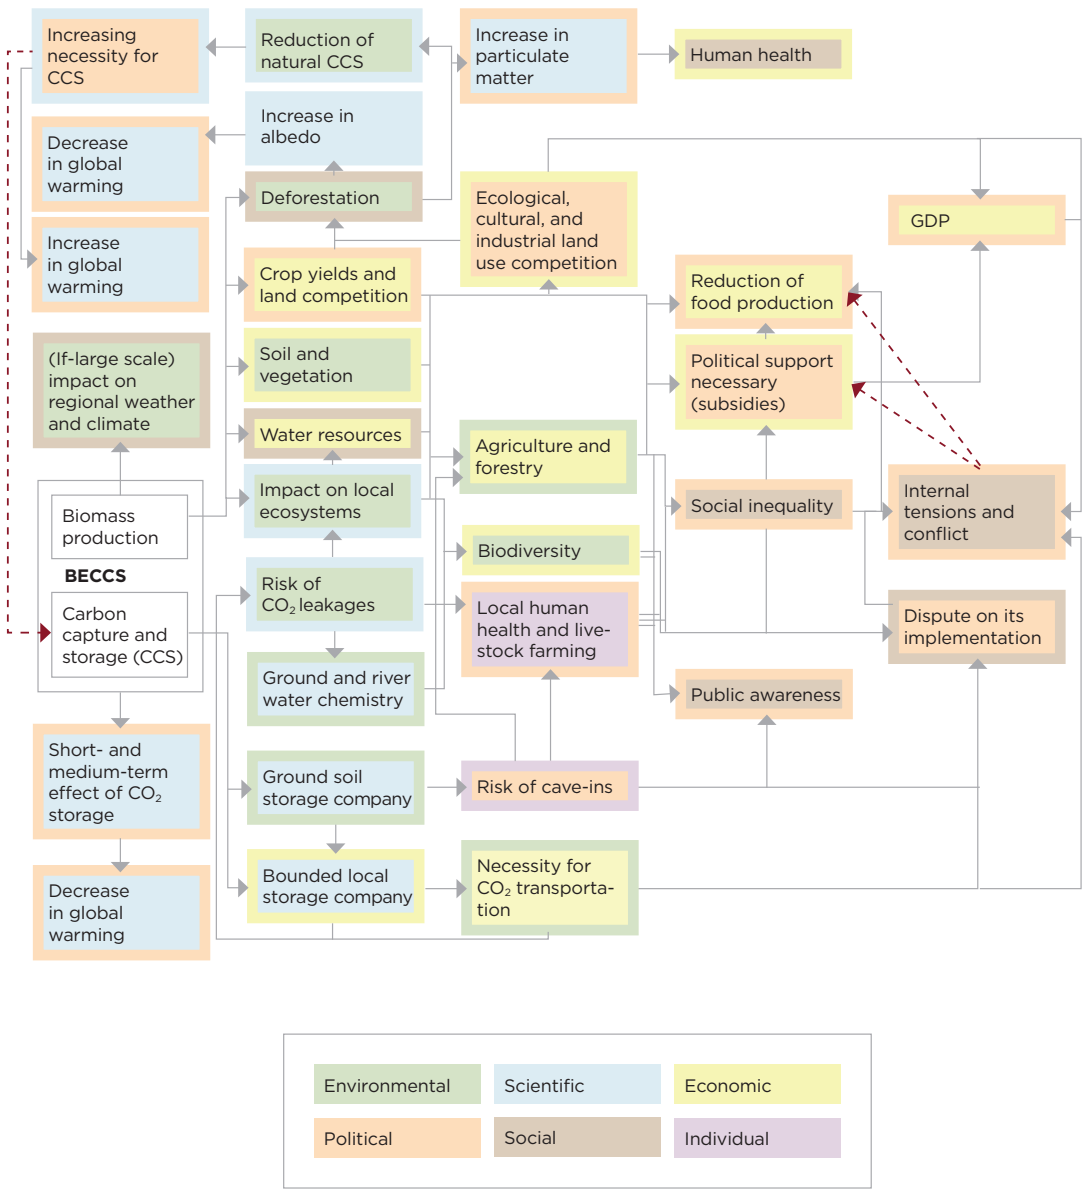 Increasing
necessity for
CCS
Reduction of
natural CCS
Increase in
particulate
matter
Human health
Increase in
albedo
Decrease
in global
warming
Deforestation
Ecological,
cultural, and
industrial land
use competition
GDP
Increase
in global
warming
Crop yields and
land competition
Reduction of
food production
(If-large scale)
impact on
regional weather
and climate
Soil and
vegetation
Political support
necessary
(subsidies)
Water resources
Agriculture and
forestry
Impact on local
ecosystems
Social inequality
Internal
tensions and
conflict
Biomass
production
BECCS
Carbon
capture and
storage (CCS)
Biodiversity
Risk of
CO₂ leakages
Local human
health and live-
stock farming
Dispute on its
implementation
Ground and river
water chemistry
Public awareness
Short- and
medium-term
effect of CO₂
storage
Ground soil
storage company
Risk of cave-ins
Decrease
in global
warming
Bounded local
storage company
Necessity for
CO₂ transporta-
tion
Environmental
Scientific
Economic
Political
Social
Individual